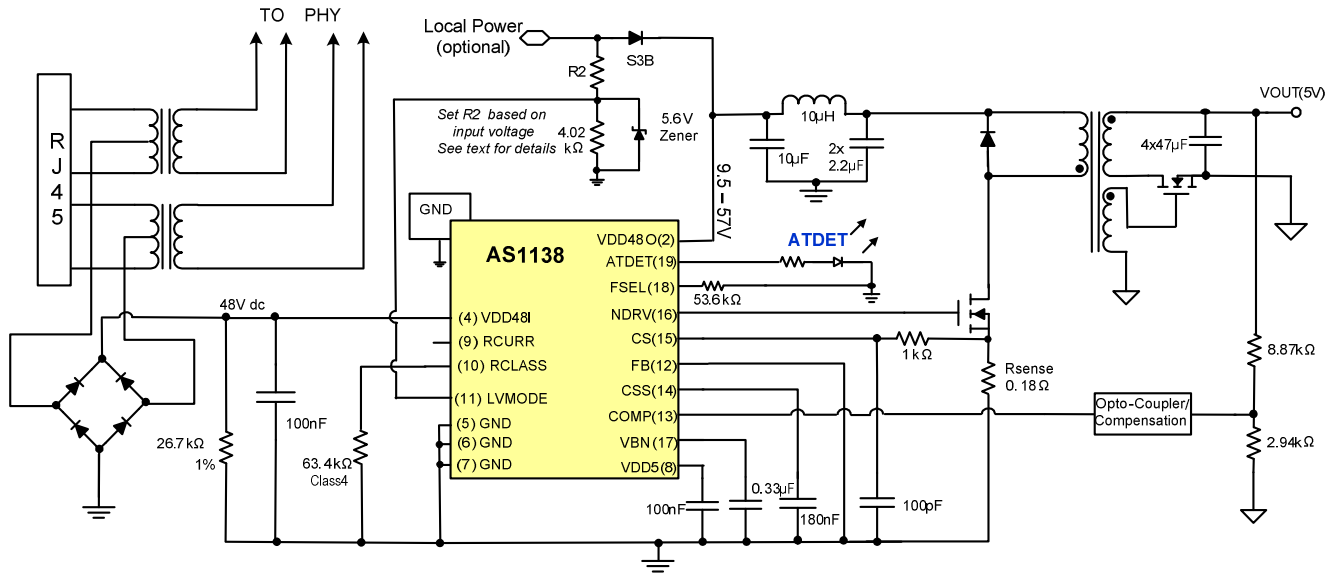 TO PHY
Local Power
(optional)
S3B
R2
Set R2 based on
input voltage
See text for details
4.02
kΩ
5.6V
Zener
10µH
10µF
2x
2.2µF
9.5 – 57V
VOUT(5V)
4x47µF
RJ45
GND
AS1138
VDD48O(2)
ATDET(19)
FSEL(18)
NDRV(16)
CS(15)
FB(12)
CSS(14)
COMP(13)
VBN(17)
VDD5(8)
(4) VDD48I
(9) RCURR
(10) RCLASS
(11) LVMODE
(5) GND
(6) GND
(7) GND
ATDET
53.6kΩ
1kΩ
Rsense
0.18Ω
8.87kΩ
Opto-Coupler/
Compensation
2.94kΩ
48V dc
26.7kΩ
1%
100nF
63.4kΩ
Class4
100nF
0.33µF
180nF
100pF